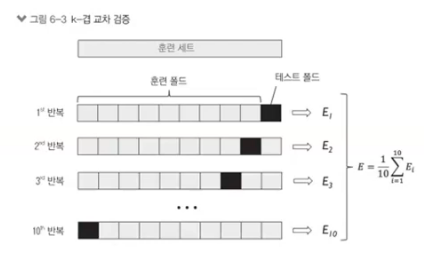 그림 6-3 k-겹 교차 검증
훈련 세트
훈련 폴드
테스트 폴드
1st 반복
E1
2nd 반복
E2
3rd 반복
E3
...
10th 반복
E10
E = 1/10 ∑ i=1 10 Ei